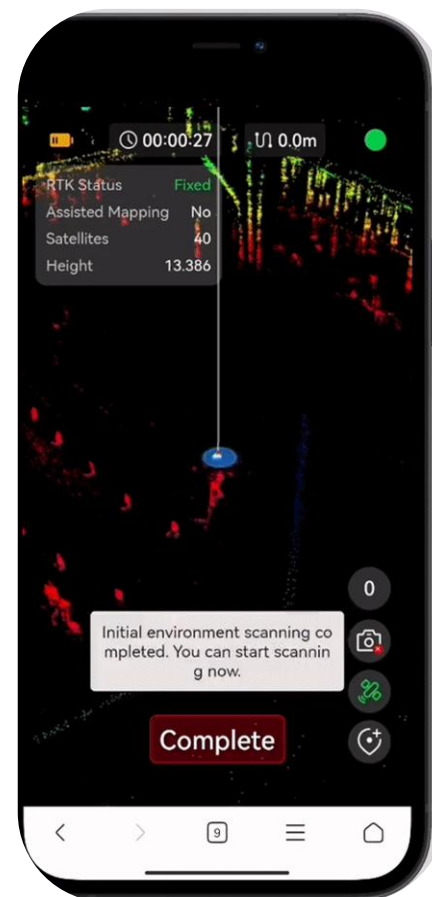 00:00:27 0.0m
RTK Status Fixed
Assisted Mapping No
Satellites 40
Height 13.386
0
Initial environment scanning co
mpleted. You can start scannin
g now.
Complete
9